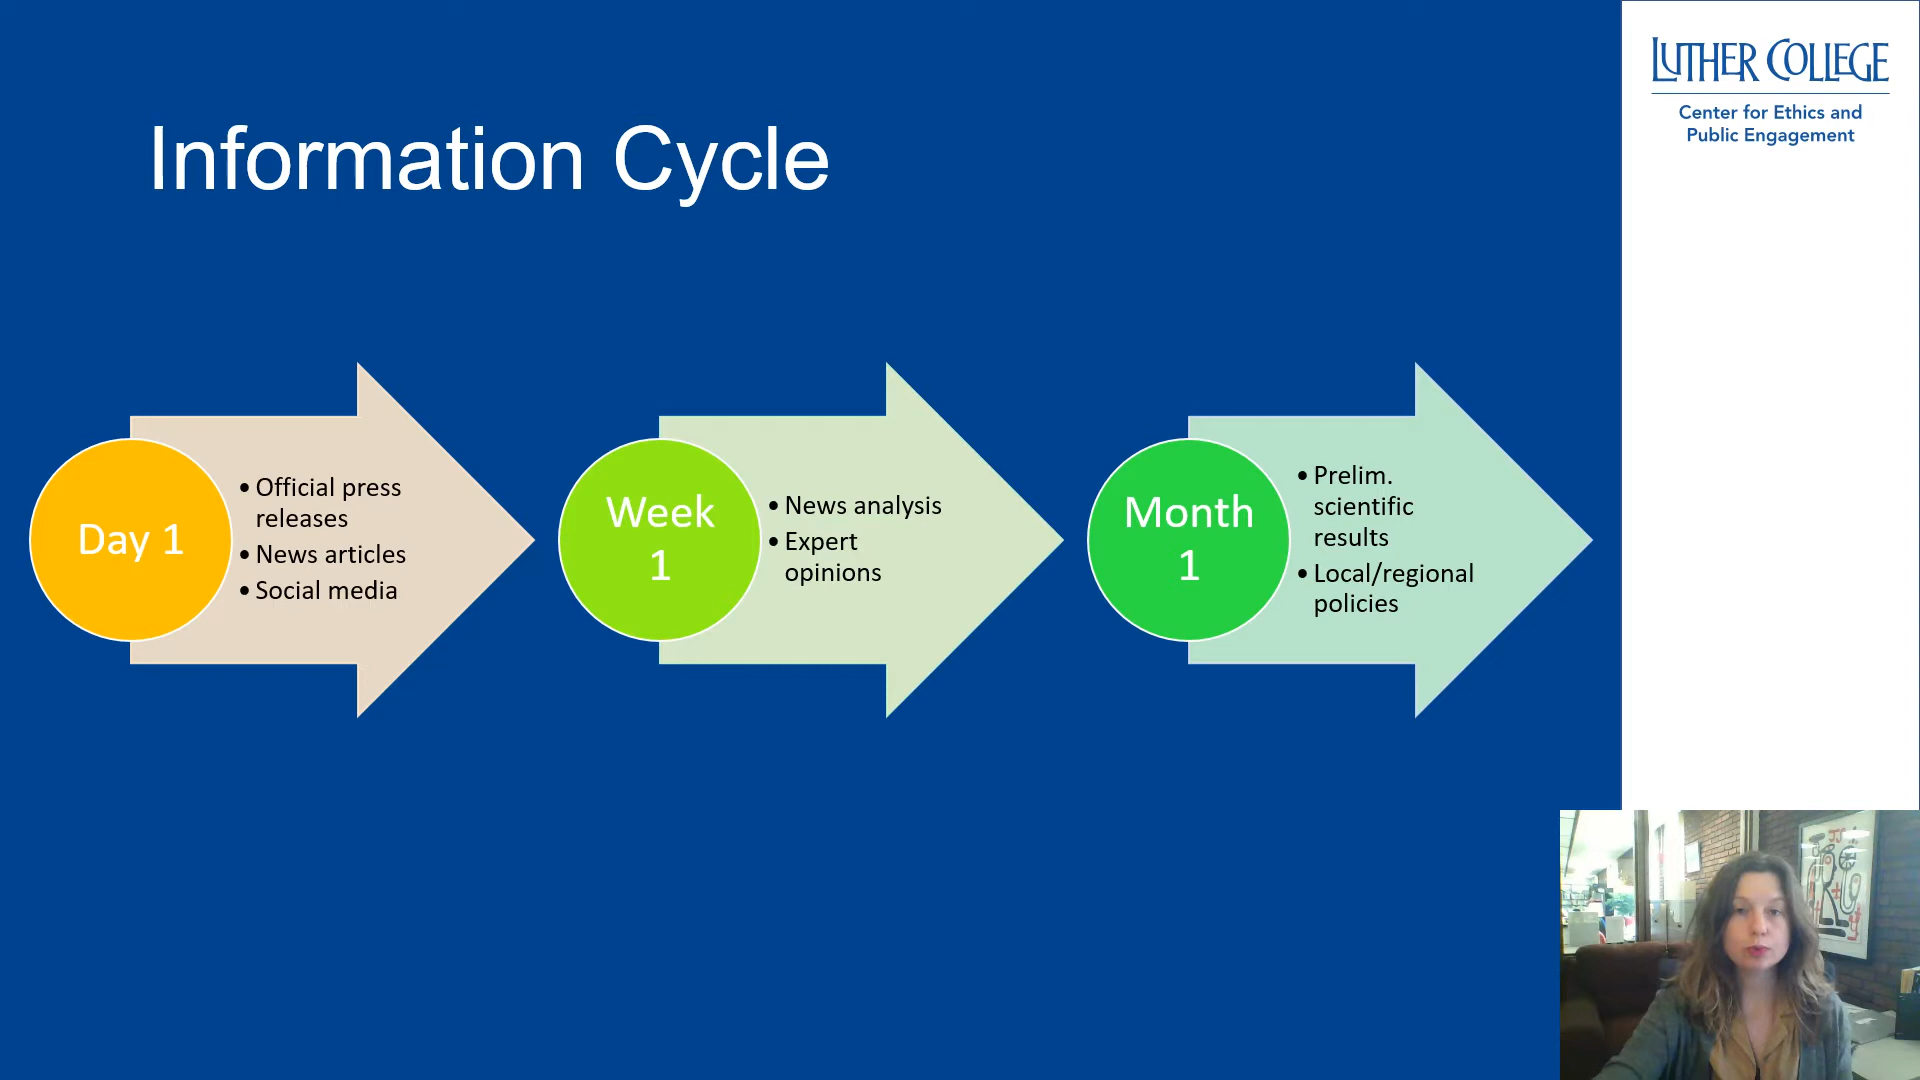 LUTHER COLLEGE
Center for Ethics and
Public Engagement
Information Cycle
Day 1
• Official press
releases
• News articles
• Social media
Week
1
• News analysis
• Expert
opinions
Month
1
• Prelim.
scientific
results
• Local/regional
policies